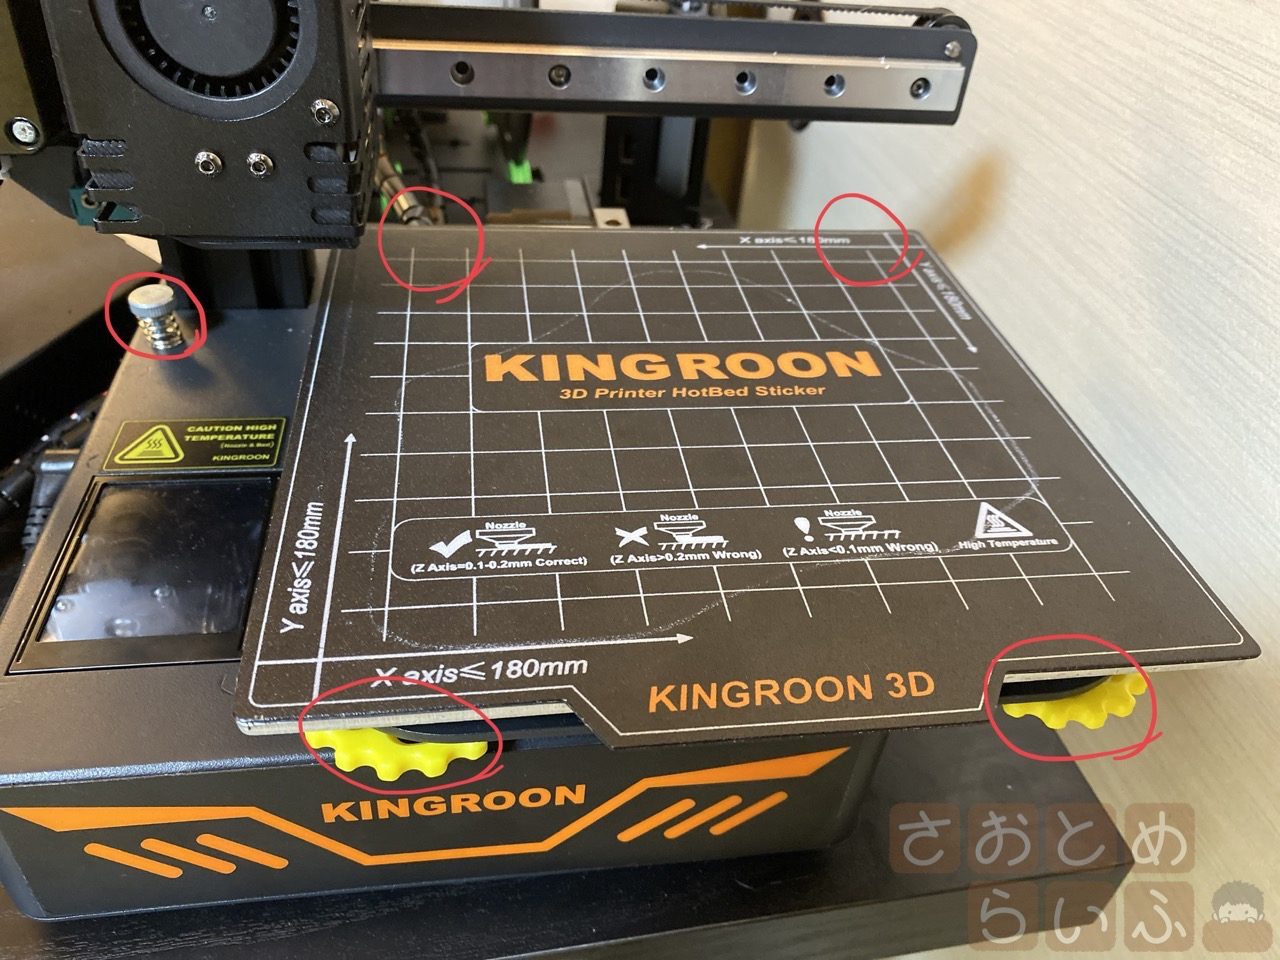 X axis≤180mm
Y axis≤180mm
KINGROON
3D Printer HotBed Sticker
CAUTION HIGH
TEMPERATURE
(Nozzle & Bed)
KINGROON
Nozzle
(Z Axis=0.1-0.2mm Correct)
Nozzle
(Z Axis>0.2mm Wrong)
Nozzle
(Z Axis<0.1mm Wrong)
High Temperature
Y axis≤180mm
X axis≤180mm
KINGROON 3D
KINGROON
さおとめ
らいふ